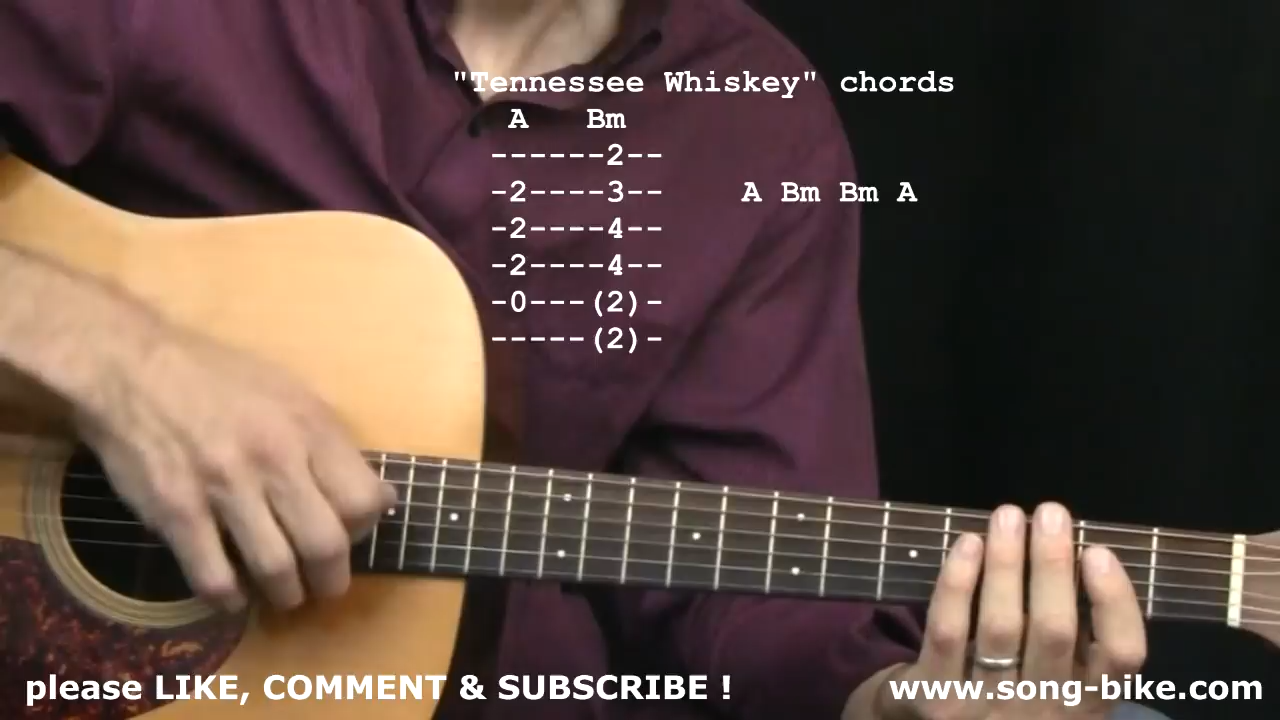 "Tennessee Whiskey" chords
A Bm
------2--
-2----3-- A Bm Bm A
-2----4--
-2----4--
-0---(2)-
-----(2)-
please LIKE, COMMENT & SUBSCRIBE ! www.song-bike.com